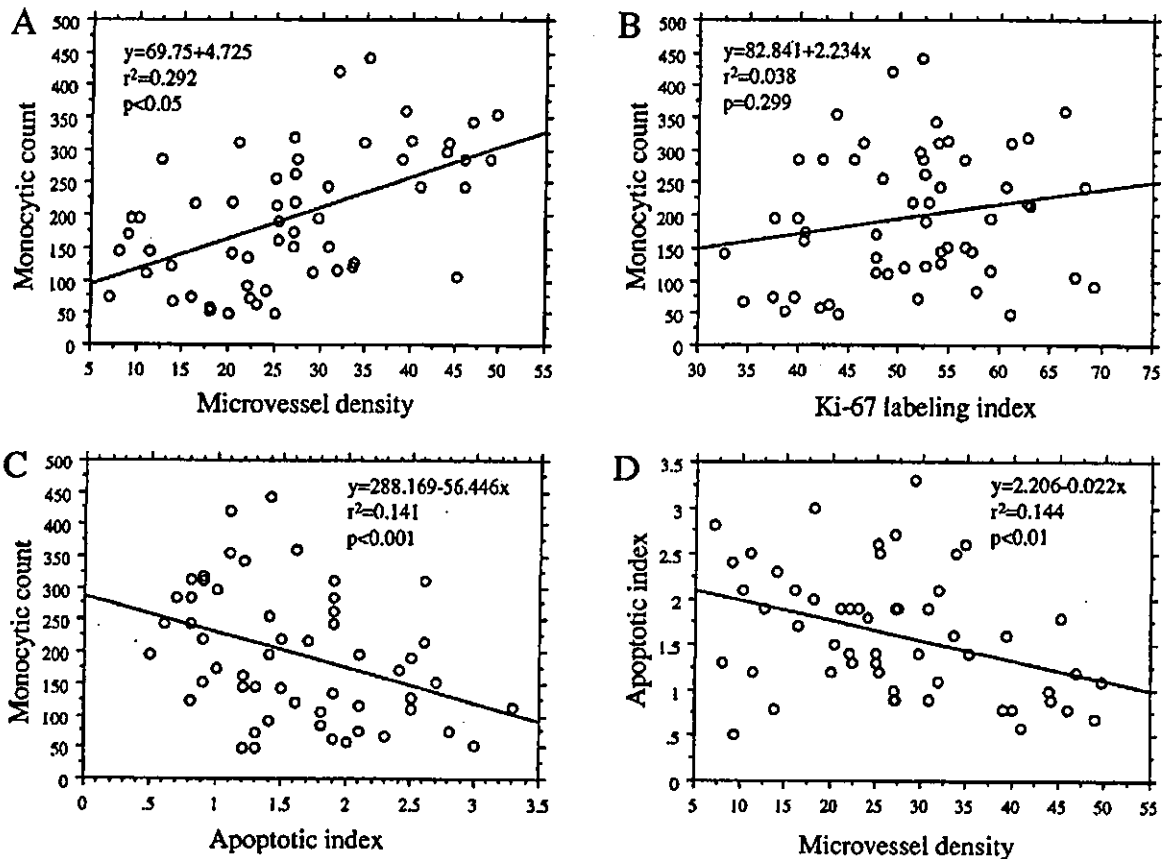 A
y=69.75+4.725
r²=0.292
p<0.05
Monocytic count
500
450
400
350
300
250
200
150
100
50
0
5 10 15 20 25 30 35 40 45 50 55
Microvessel density
B
y=82.841+2.234x
r²=0.038
p=0.299
Monocytic count
500
450
400
350
300
250
200
150
100
50
0
30 35 40 45 50 55 60 65 70 75
Ki-67 labeling index
C
y=288.169-56.446x
r²=0.141
p<0.001
Monocytic count
500
450
400
350
300
250
200
150
100
50
0
0 .5 1 1.5 2 2.5 3 3.5
Apoptotic index
D
y=2.206-0.022x
r²=0.144
p<0.01
Apoptotic index
3.5
3
2.5
2
1.5
1
.5
0
5 10 15 20 25 30 35 40 45 50 55
Microvessel density